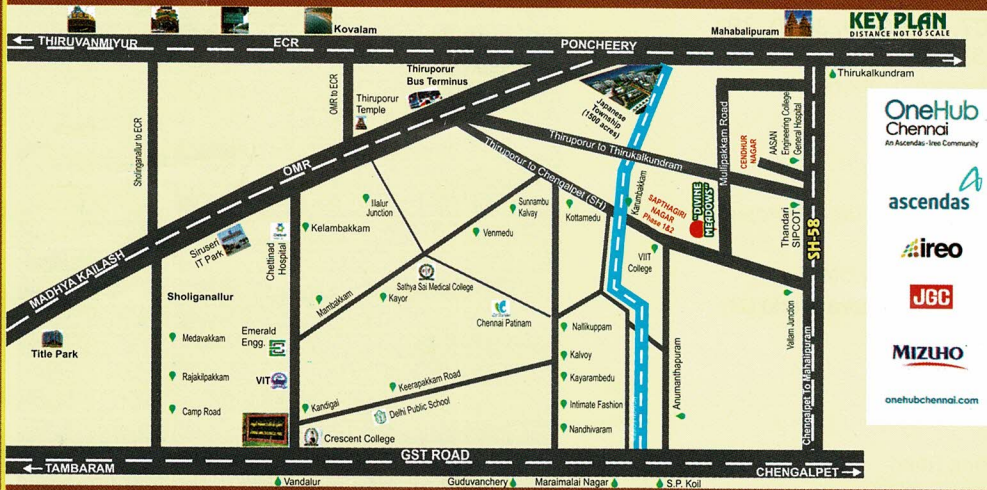 Kovalam
Mahabalipuram
KEY PLAN
DISTANCE NOT TO SCALE
THIRUVANMIYUR
ECR
PONCHEERY
Thirukalkundram
Thiruporur
Bus Terminus
OMR to ECR
Thiruporur
Temple
Japanese
Township
(1500 acres)
Sholinganallur to ECR
OMR
Thiruporur to Thirukalkundram
Thiruporur to Chengalpet (SH)
Mullipakkam Road
CENDHUR
NAGAR
AASAN
Engineering College
General Hospital
Karumbakkam
SAPTHAGIRI
NAGAR
Phase 1&2
"DIVINE
MEADOWS"
Thandari
SIPCOT
SH-58
Illalur
Junction
Sunnambu
Kalvay
Kottamedu
Kelambakkam
Venmedu
VIIT
College
Siruseri
IT Park
Chettinad
Hospital
MADHYA KAILASH
Sathya Sai Medical College
Mambakkam
Kayor
Chennai Patinam
Sholiganallur
Title Park
Medavakkam
Emerald
Engg.
Nallikuppam
Vallam Junction
Chengalpet To Mahalipuram
Rajakilpakkam
VIT
Keerapakkam Road
Kalvoy
Kayarambedu
Anumanthapuram
Camp Road
Kandigai
Delhi Public School
Intimate Fashion
Crescent College
Nandhivaram
GST ROAD
TAMBARAM
CHENGALPET
Vandalur
Guduvanchery
Maraimalai Nagar
S.P. Koil
OneHub
Chennai
An Ascendas-Iree Community
ascendas
ireo
JGC
MIZUHO
onehubchennai.com